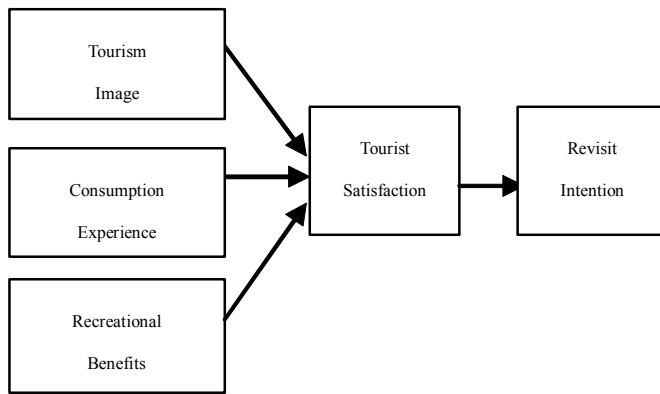 Tourism
Image
Consumption
Experience
Recreational
Benefits
Tourist
Satisfaction
Revisit
Intention